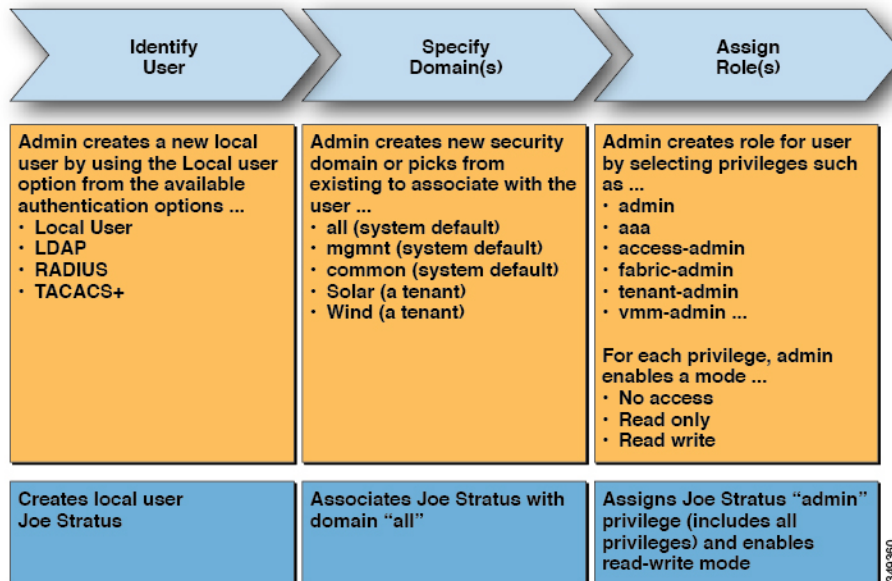 Identify
User
Specify
Domain(s)
Assign
Role(s)
Admin creates a new local
user by using the Local user
option from the available
authentication options ...
• Local User
• LDAP
• RADIUS
• TACACS+
Admin creates new security
domain or picks from
existing to associate with the
user ...
• all (system default)
• mgmnt (system default)
• common (system default)
• Solar (a tenant)
• Wind (a tenant)
Admin creates role for user
by selecting privileges such
as ...
• admin
• aaa
• access-admin
• fabric-admin
• tenant-admin
• vmm-admin ...
For each privilege, admin
enables a mode ...
• No access
• Read only
• Read write
Creates local user
Joe Stratus
Associates Joe Stratus with
domain “all”
Assigns Joe Stratus “admin”
privilege (includes all
privileges) and enables
read-write mode